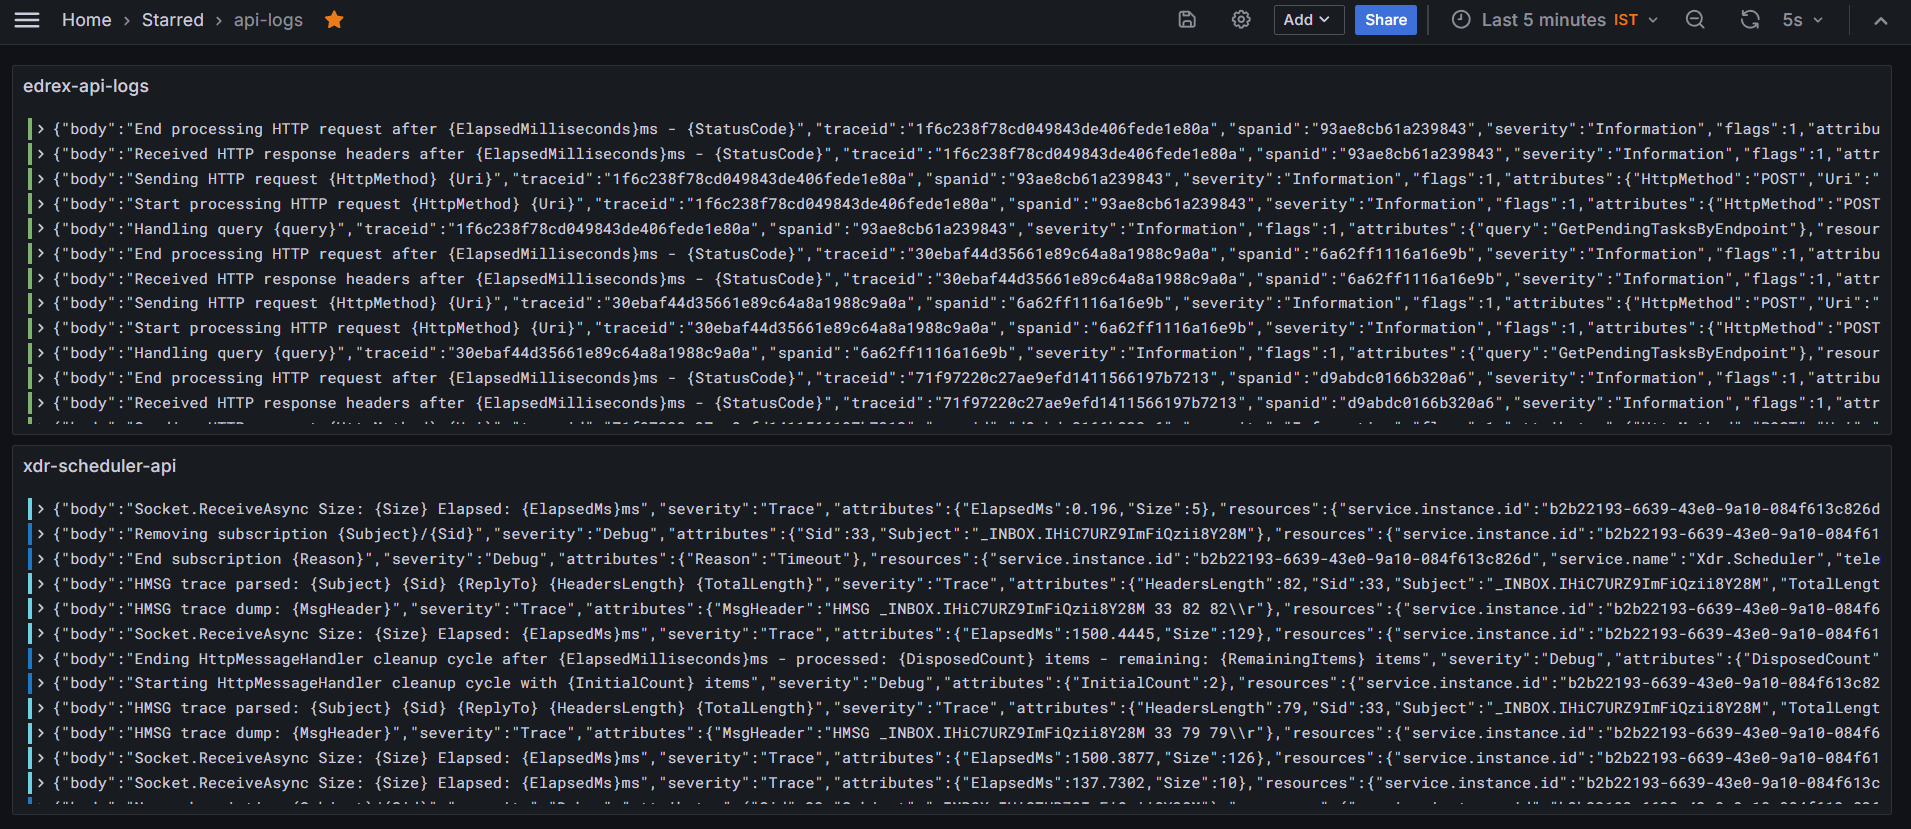 Home › Starred › api-logs
Add
Share
Last 5 minutes IST
5s
edrex-api-logs
{"body":"End processing HTTP request after {ElapsedMilliseconds}ms - {StatusCode}","traceid":"1f6c238f78cd049843de406fede1e80a","spanid":"93ae8cb61a239843","severity":"Information","flags":1,"attribu
{"body":"Received HTTP response headers after {ElapsedMilliseconds}ms - {StatusCode}","traceid":"1f6c238f78cd049843de406fede1e80a","spanid":"93ae8cb61a239843","severity":"Information","flags":1,"attr
{"body":"Sending HTTP request {HttpMethod} {Uri}","traceid":"1f6c238f78cd049843de406fede1e80a","spanid":"93ae8cb61a239843","severity":"Information","flags":1,"attributes":{"HttpMethod":"POST","Uri":"
{"body":"Start processing HTTP request {HttpMethod} {Uri}","traceid":"1f6c238f78cd049843de406fede1e80a","spanid":"93ae8cb61a239843","severity":"Information","flags":1,"attributes":{"HttpMethod":"POST
{"body":"Handling query {query}","traceid":"1f6c238f78cd049843de406fede1e80a","spanid":"93ae8cb61a239843","severity":"Information","flags":1,"attributes":{"query":"GetPendingTasksByEndpoint"},"resour
{"body":"End processing HTTP request after {ElapsedMilliseconds}ms - {StatusCode}","traceid":"30ebaf44d35661e89c64a8a1988c9a0a","spanid":"6a62ff1116a16e9b","severity":"Information","flags":1,"attribu
{"body":"Received HTTP response headers after {ElapsedMilliseconds}ms - {StatusCode}","traceid":"30ebaf44d35661e89c64a8a1988c9a0a","spanid":"6a62ff1116a16e9b","severity":"Information","flags":1,"attr
{"body":"Sending HTTP request {HttpMethod} {Uri}","traceid":"30ebaf44d35661e89c64a8a1988c9a0a","spanid":"6a62ff1116a16e9b","severity":"Information","flags":1,"attributes":{"HttpMethod":"POST","Uri":"
{"body":"Start processing HTTP request {HttpMethod} {Uri}","traceid":"30ebaf44d35661e89c64a8a1988c9a0a","spanid":"6a62ff1116a16e9b","severity":"Information","flags":1,"attributes":{"HttpMethod":"POST
{"body":"Handling query {query}","traceid":"30ebaf44d35661e89c64a8a1988c9a0a","spanid":"6a62ff1116a16e9b","severity":"Information","flags":1,"attributes":{"query":"GetPendingTasksByEndpoint"},"resour
{"body":"End processing HTTP request after {ElapsedMilliseconds}ms - {StatusCode}","traceid":"71f97220c27ae9efd1411566197b7213","spanid":"d9abdc0166b320a6","severity":"Information","flags":1,"attribu
{"body":"Received HTTP response headers after {ElapsedMilliseconds}ms - {StatusCode}","traceid":"71f97220c27ae9efd1411566197b7213","spanid":"d9abdc0166b320a6","severity":"Information","flags":1,"attr
xdr-scheduler-api
{"body":"Socket.ReceiveAsync Size: {Size} Elapsed: {ElapsedMs}ms","severity":"Trace","attributes":{"ElapsedMs":0.196,"Size":5},"resources":{"service.instance.id":"b2b22193-6639-43e0-9a10-084f613c826d
{"body":"Removing subscription {Subject}/{Sid}","severity":"Debug","attributes":{"Sid":33,"Subject":"_INBOX.IHiC7URZ9ImFiQzii8Y28M"},"resources":{"service.instance.id":"b2b22193-6639-43e0-9a10-084f61
{"body":"End subscription {Reason}","severity":"Debug","attributes":{"Reason":"Timeout"},"resources":{"service.instance.id":"b2b22193-6639-43e0-9a10-084f613c826d","service.name":"Xdr.Scheduler","tele
{"body":"HMSG trace parsed: {Subject} {Sid} {ReplyTo} {HeadersLength} {TotalLength}","severity":"Trace","attributes":{"HeadersLength":82,"Sid":33,"Subject":"_INBOX.IHiC7URZ9ImFiQzii8Y28M","TotalLengt
{"body":"HMSG trace dump: {MsgHeader}","severity":"Trace","attributes":{"MsgHeader":"HMSG _INBOX.IHiC7URZ9ImFiQzii8Y28M 33 82 82\\r"},"resources":{"service.instance.id":"b2b22193-6639-43e0-9a10-084f6
{"body":"Socket.ReceiveAsync Size: {Size} Elapsed: {ElapsedMs}ms","severity":"Trace","attributes":{"ElapsedMs":1500.4445,"Size":129},"resources":{"service.instance.id":"b2b22193-6639-43e0-9a10-084f61
{"body":"Ending HttpMessageHandler cleanup cycle after {ElapsedMilliseconds}ms - processed: {DisposedCount} items - remaining: {RemainingItems} items","severity":"Debug","attributes":{"DisposedCount"
{"body":"Starting HttpMessageHandler cleanup cycle with {InitialCount} items","severity":"Debug","attributes":{"InitialCount":2},"resources":{"service.instance.id":"b2b22193-6639-43e0-9a10-084f613c82
{"body":"HMSG trace parsed: {Subject} {Sid} {ReplyTo} {HeadersLength} {TotalLength}","severity":"Trace","attributes":{"HeadersLength":79,"Sid":33,"Subject":"_INBOX.IHiC7URZ9ImFiQzii8Y28M","TotalLengt
{"body":"HMSG trace dump: {MsgHeader}","severity":"Trace","attributes":{"MsgHeader":"HMSG _INBOX.IHiC7URZ9ImFiQzii8Y28M 33 79 79\\r"},"resources":{"service.instance.id":"b2b22193-6639-43e0-9a10-084f6
{"body":"Socket.ReceiveAsync Size: {Size} Elapsed: {ElapsedMs}ms","severity":"Trace","attributes":{"ElapsedMs":1500.3877,"Size":126},"resources":{"service.instance.id":"b2b22193-6639-43e0-9a10-084f61
{"body":"Socket.ReceiveAsync Size: {Size} Elapsed: {ElapsedMs}ms","severity":"Trace","attributes":{"ElapsedMs":137.7302,"Size":10},"resources":{"service.instance.id":"b2b22193-6639-43e0-9a10-084f613c